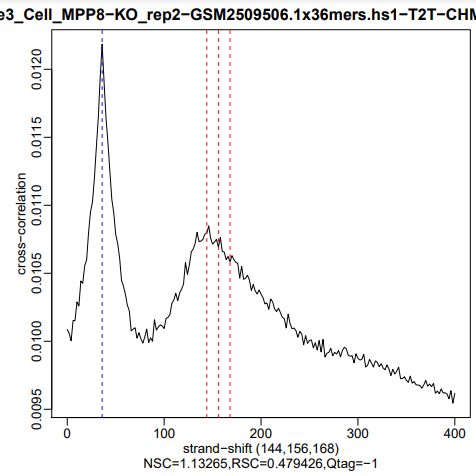 e3_Cell_MPP8−KO_rep2−GSM2509506.1x36mers.hs1−T2T−CHM
cross−correlation
0.0120
0.0115
0.0110
0.0105
0.0100
0.0095
0 100 200 300 400
strand−shift (144,156,168)
NSC=1.13265,RSC=0.479426,Qtag=−1